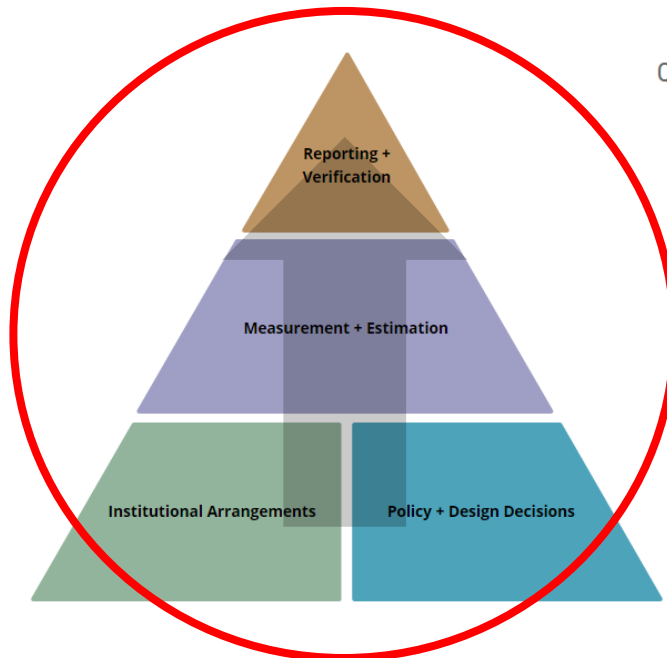 Reporting +
Verification
Measurement + Estimation
Institutional Arrangements
Policy + Design Decisions